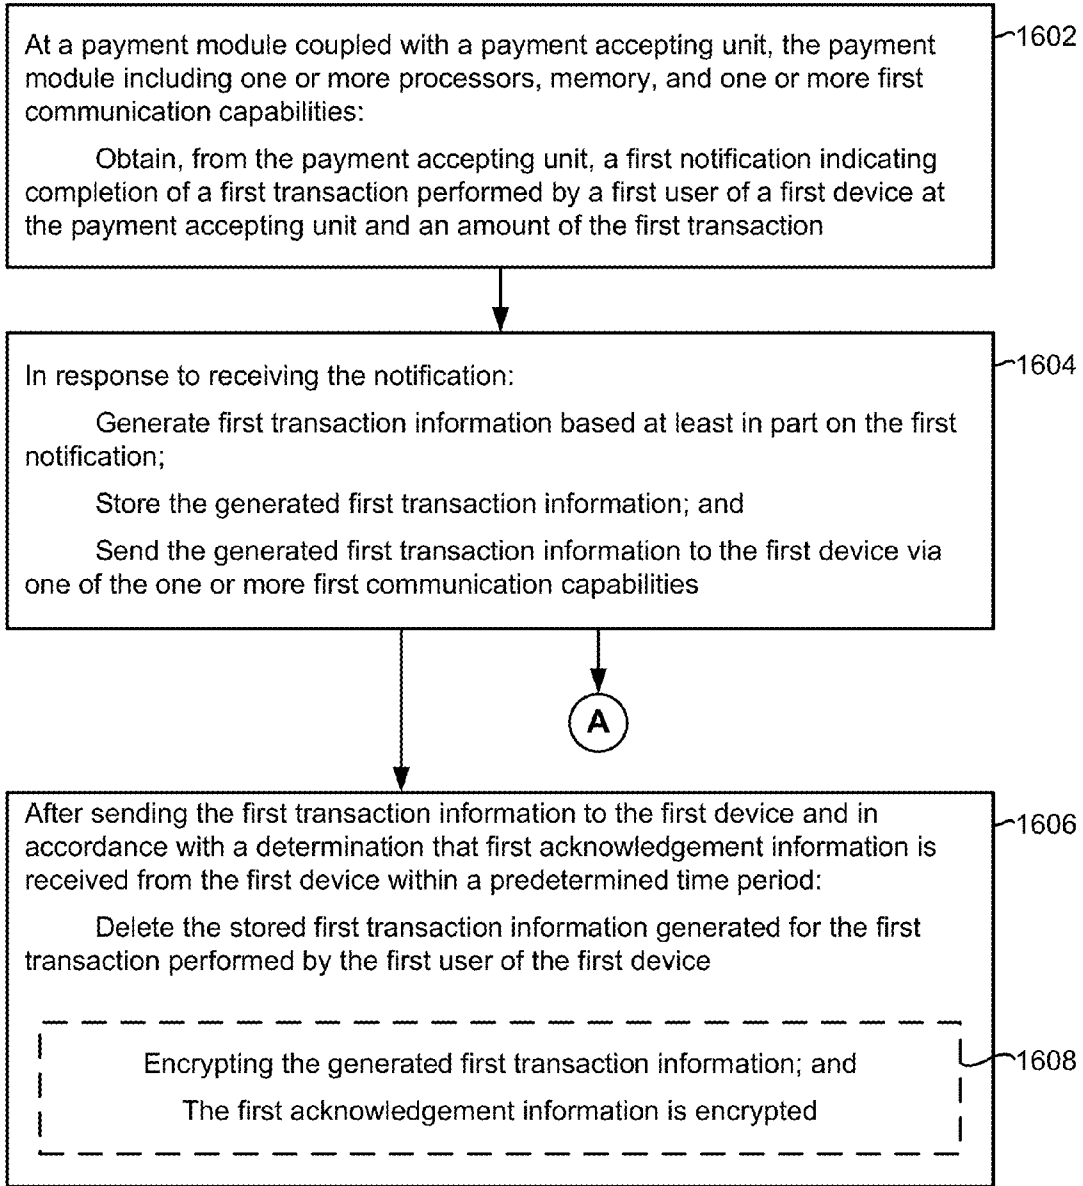 At a payment module coupled with a payment accepting unit, the payment
module including one or more processors, memory, and one or more first
communication capabilities:
Obtain, from the payment accepting unit, a first notification indicating
completion of a first transaction performed by a first user of a first device at
the payment accepting unit and an amount of the first transaction
1602
In response to receiving the notification:
Generate first transaction information based at least in part on the first
notification;
Store the generated first transaction information; and
Send the generated first transaction information to the first device via
one of the one or more first communication capabilities
1604
A
After sending the first transaction information to the first device and in
accordance with a determination that first acknowledgement information is
received from the first device within a predetermined time period:
Delete the stored first transaction information generated for the first
transaction performed by the first user of the first device
1606
Encrypting the generated first transaction information; and
The first acknowledgement information is encrypted
1608